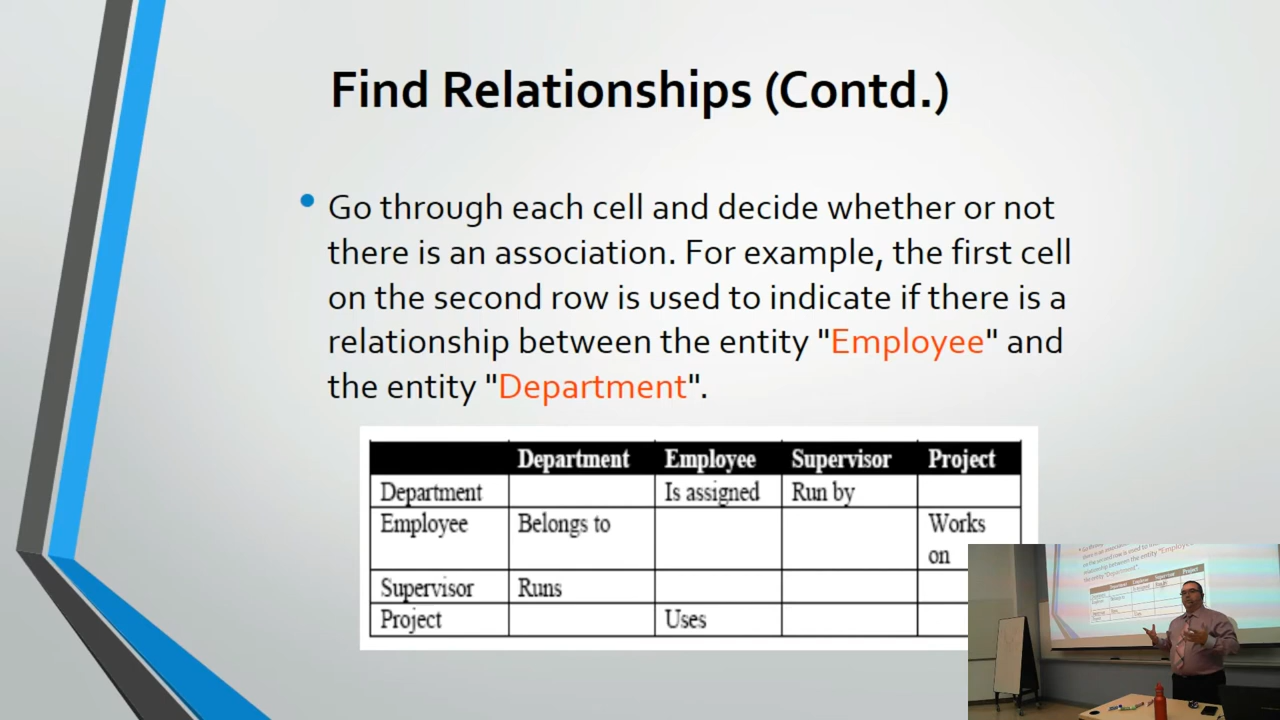 Find Relationships (Contd.)
• Go through each cell and decide whether or not
there is an association. For example, the first cell
on the second row is used to indicate if there is a
relationship between the entity "Employee" and
the entity "Department".
Department Employee Supervisor Project
Department Is assigned Run by
Employee Belongs to Works on
Supervisor Runs
Project Uses